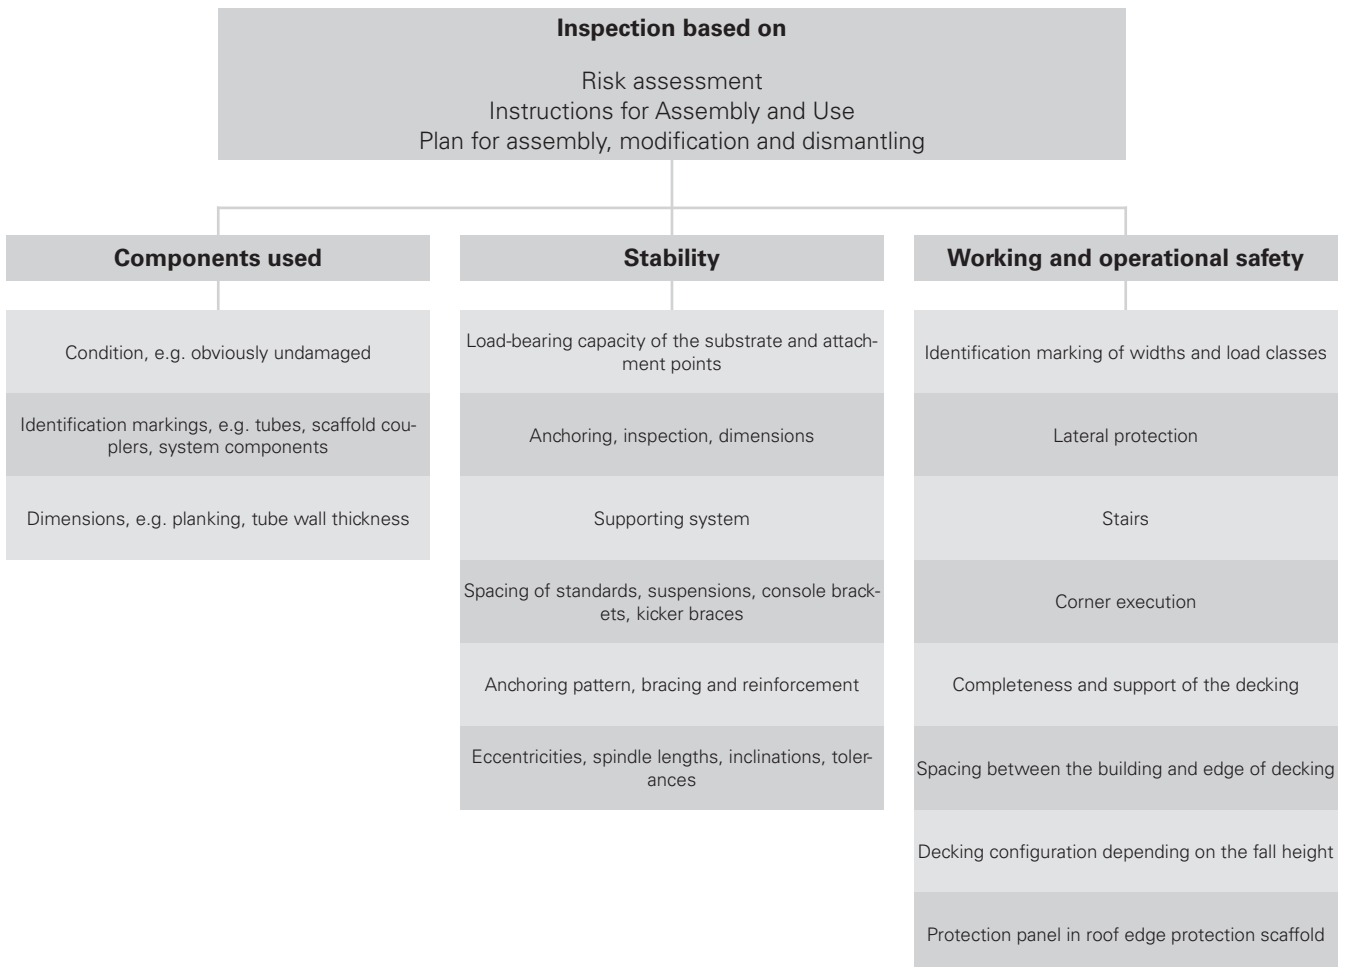 Inspection based on
Risk assessment
Instructions for Assembly and Use
Plan for assembly, modification and dismantling
Components used
Condition, e.g. obviously undamaged
Identification markings, e.g. tubes, scaffold cou-
plers, system components
Dimensions, e.g. planking, tube wall thickness
Stability
Load-bearing capacity of the substrate and attach-
ment points
Anchoring, inspection, dimensions
Supporting system
Spacing of standards, suspensions, console brack-
ets, kicker braces
Anchoring pattern, bracing and reinforcement
Eccentricities, spindle lengths, inclinations, toler-
ances
Working and operational safety
Identification marking of widths and load classes
Lateral protection
Stairs
Corner execution
Completeness and support of the decking
Spacing between the building and edge of decking
Decking configuration depending on the fall height
Protection panel in roof edge protection scaffold